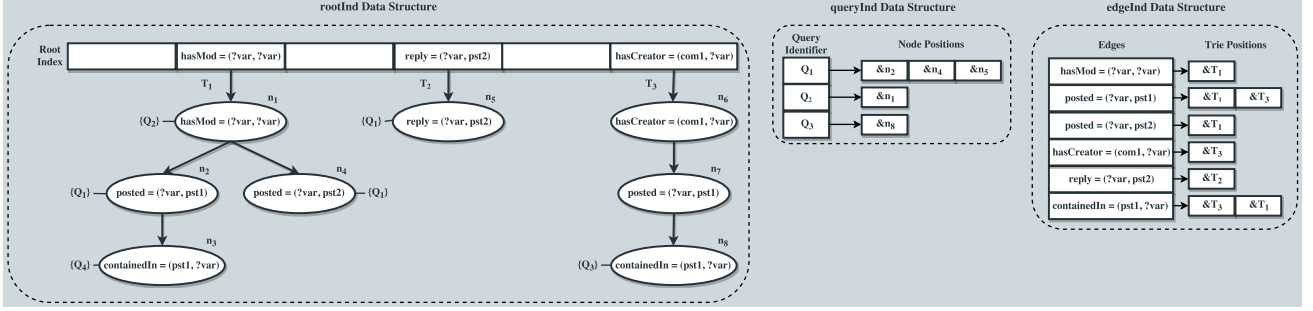 rootInd Data Structure
Root
Index
hasMod = (?var, ?var)
reply = (?var, pst2)
hasCreator = (com1, ?var)
T1
T2
T3
n1
n5
n6
{Q2}
hasMod = (?var, ?var)
{Q1}
reply = (?var, pst2)
hasCreator = (com1, ?var)
n2
n4
n7
{Q1}
posted = (?var, pst1)
posted = (?var, pst2)
{Q1}
posted = (?var, pst1)
n3
n8
{Q4}
containedIn = (pst1, ?var)
{Q3}
containedIn = (pst1, ?var)
queryInd Data Structure
Query
Identifier
Node Positions
Q1
&n2
&n4
&n5
Q2
&n1
Q3
&n8
edgeInd Data Structure
Edges
Trie Positions
hasMod = (?var, ?var)
&T1
posted = (?var, pst1)
&T1
&T3
posted = (?var, pst2)
&T1
hasCreator = (com1, ?var)
&T3
reply = (?var, pst2)
&T2
containedIn = (pst1, ?var)
&T3
&T1